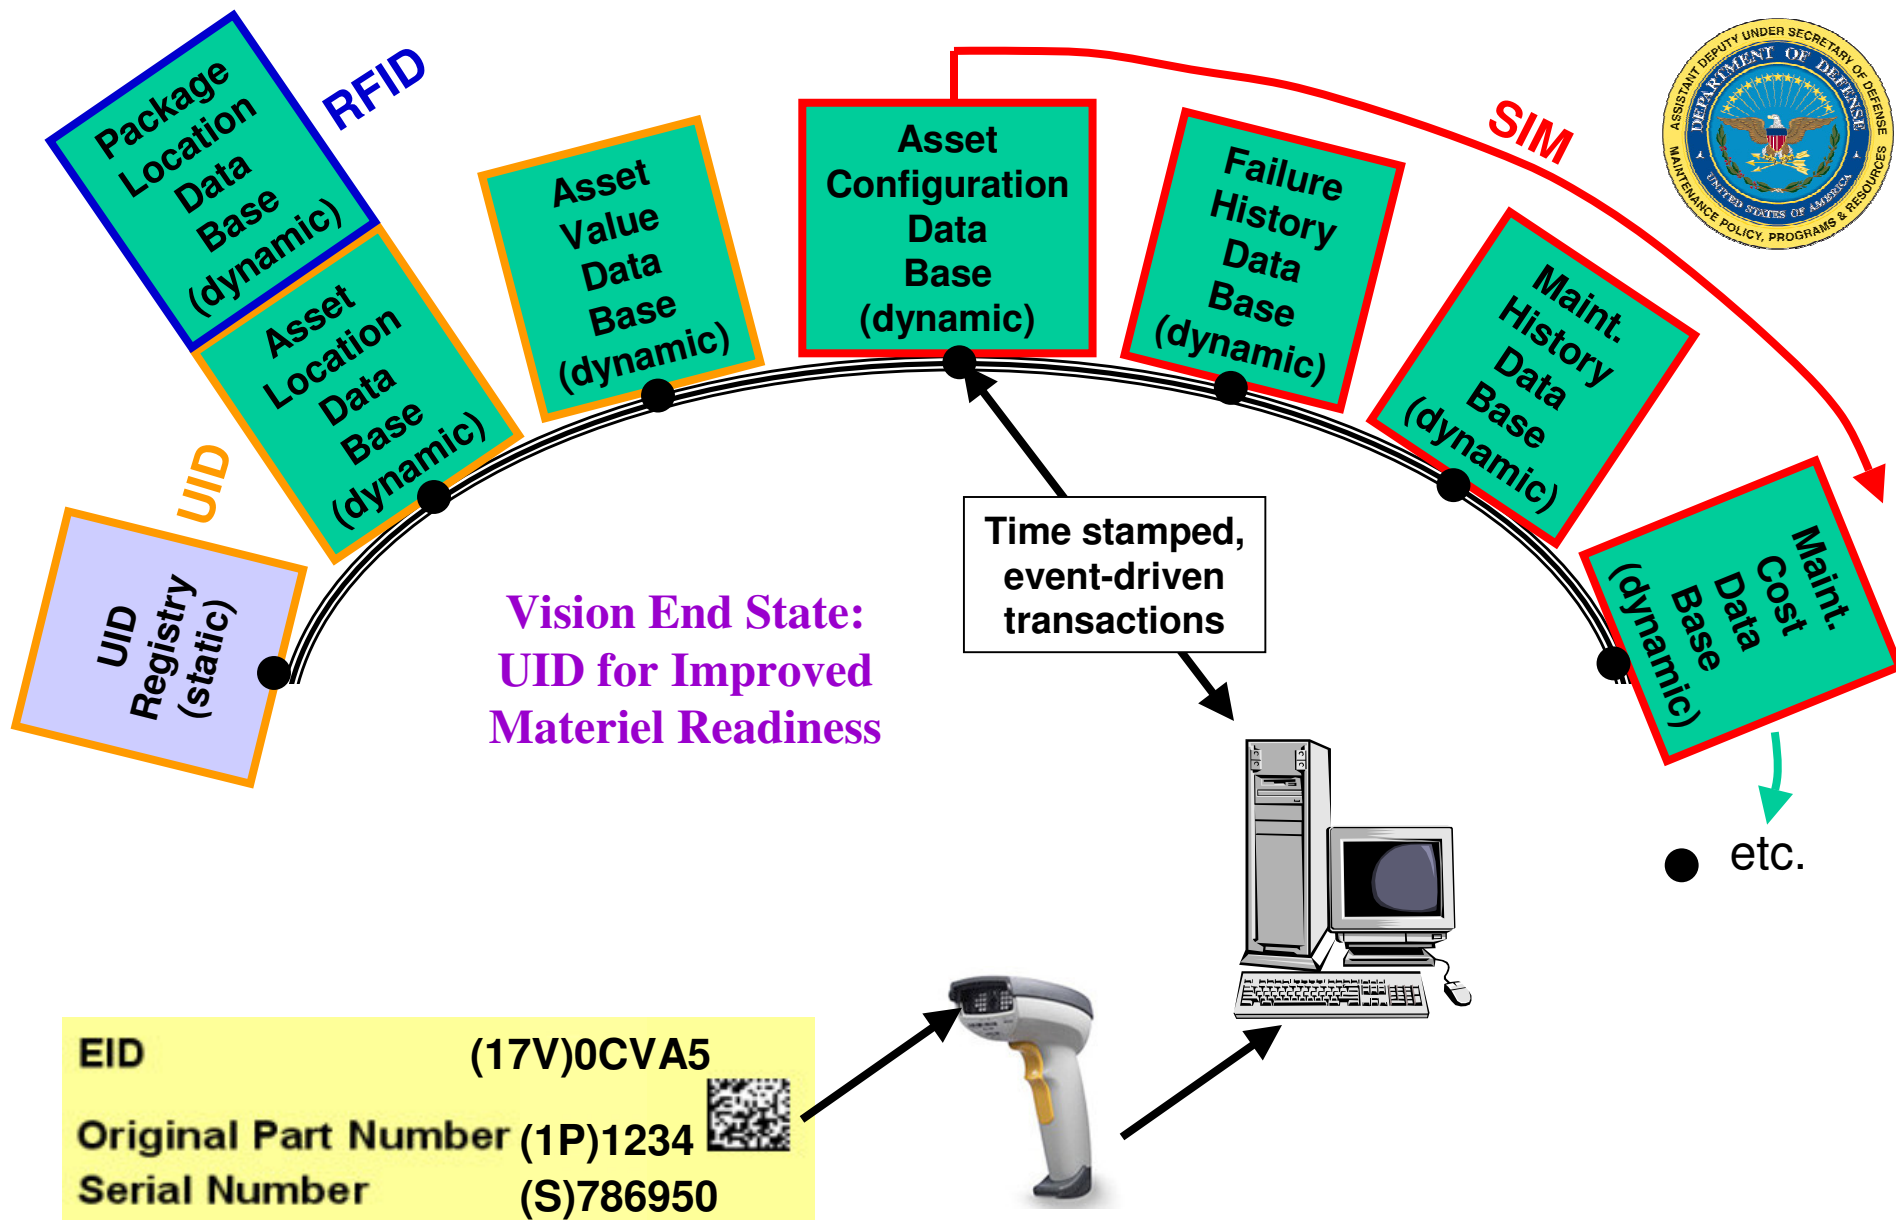 Package
Location
Data
Base
(dynamic)
RFID
Asset
Location
Data
Base
(dynamic)
UID
UID
Registry
(static)
Asset
Value
Data
Base
(dynamic)
Asset
Configuration
Data
Base
(dynamic)
Failure
History
Data
Base
(dynamic)
SIM
Maint.
History
Data
Base
(dynamic)
Maint.
Cost
Data
Base
(dynamic)
etc.
ASSISTANT DEPUTY UNDER SECRETARY OF DEFENSE
MAINTENANCE POLICY, PROGRAMS & RESOURCES
DEPARTMENT OF DEFENSE
UNITED STATES OF AMERICA
Time stamped,
event-driven
transactions
Vision End State:
UID for Improved
Materiel Readiness
EID (17V)0CVA5
Original Part Number (1P)1234
Serial Number (S)786950